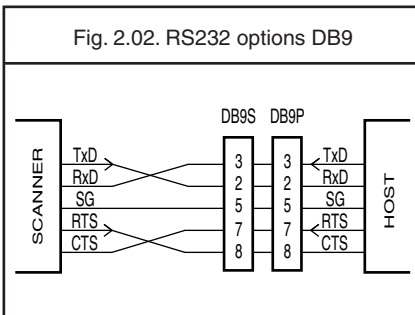 Fig. 2.02. RS232 options DB9
DB9S DB9P
SCANNER
HOST
TxD 3 3 TxD
RxD 2 2 RxD
SG 5 5 SG
RTS 7 7 RTS
CTS 8 8 CTS